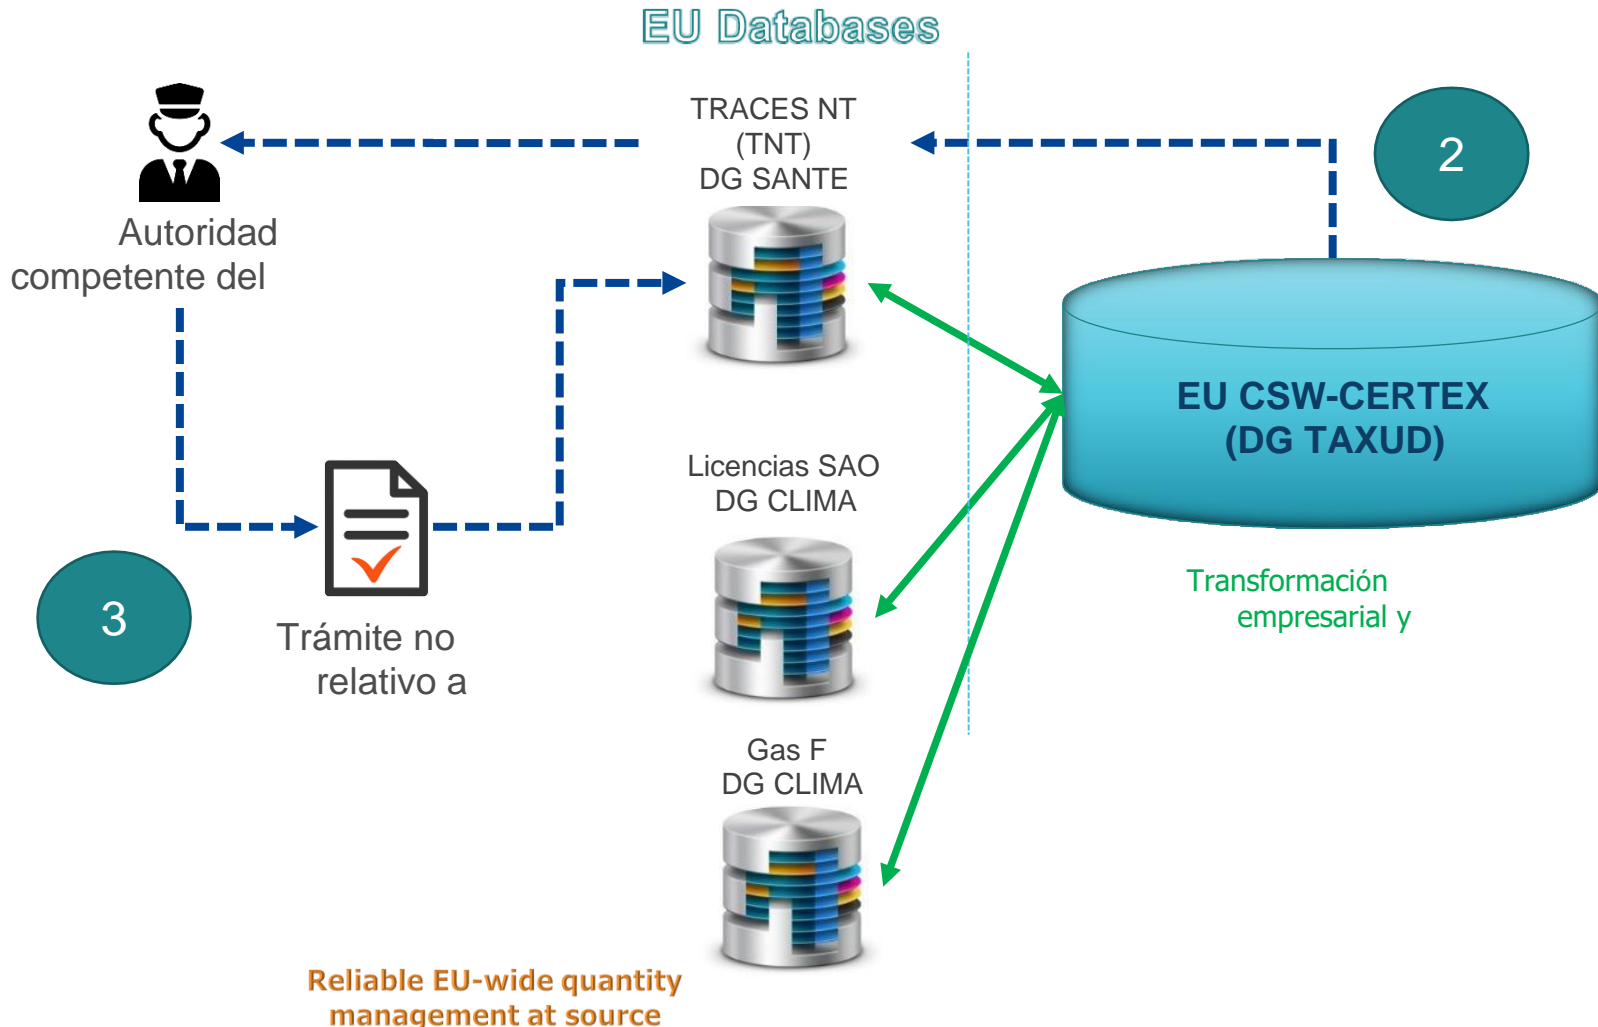 EU Databases
TRACES NT
(TNT)
DG SANTE
2
Autoridad
competente del
EU CSW-CERTEX
(DG TAXUD)
Licencias SAO
DG CLIMA
Transformación
empresarial y
3
Trámite no
relativo a
Gas F
DG CLIMA
Reliable EU-wide quantity
management at source